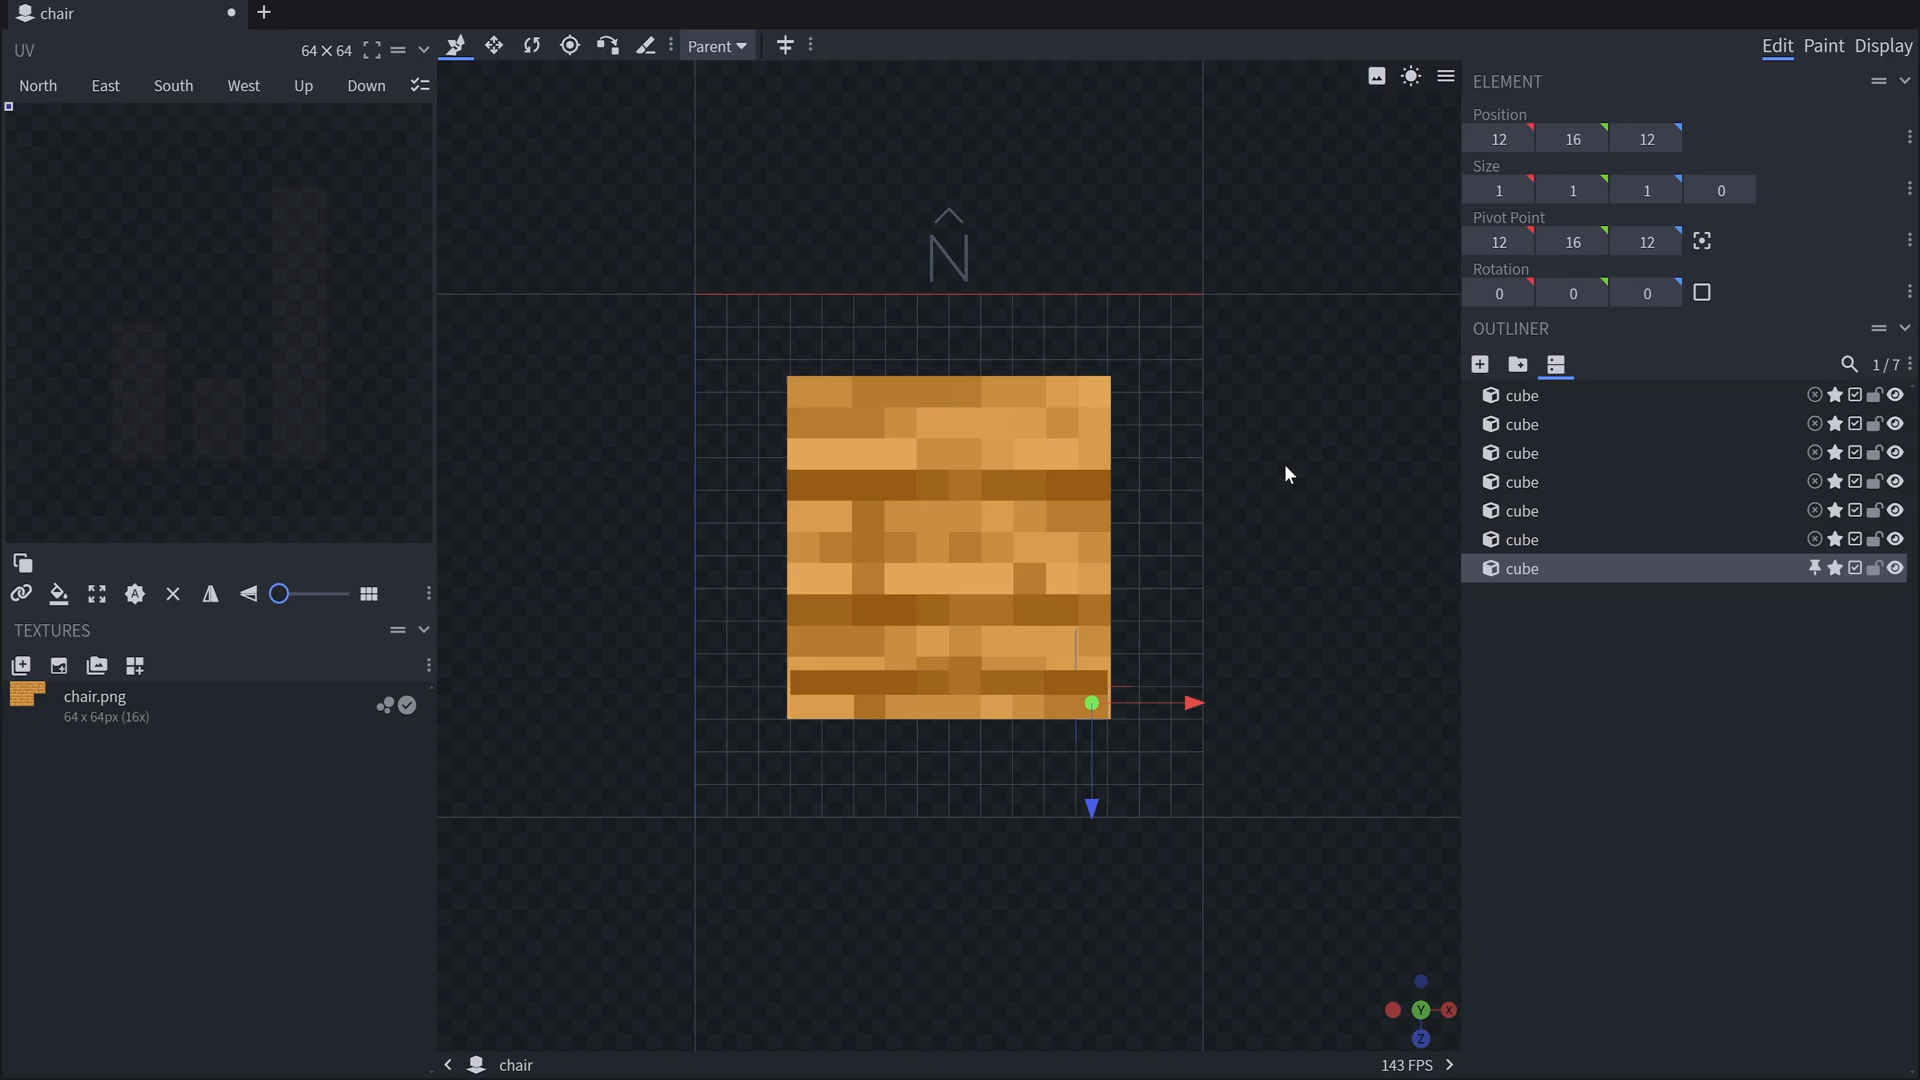 chair
UV
64 × 64
North East South West Up Down
Parent
Edit Paint Display
ELEMENT
Position
12 16 12
Size
1 1 1 0
Pivot Point
12 16 12
Rotation
0 0 0
OUTLINER
1 / 7
cube
cube
cube
cube
cube
cube
cube
N
A
TEXTURES
chair.png
64 x 64px (16x)
Y X
Z
chair
143 FPS